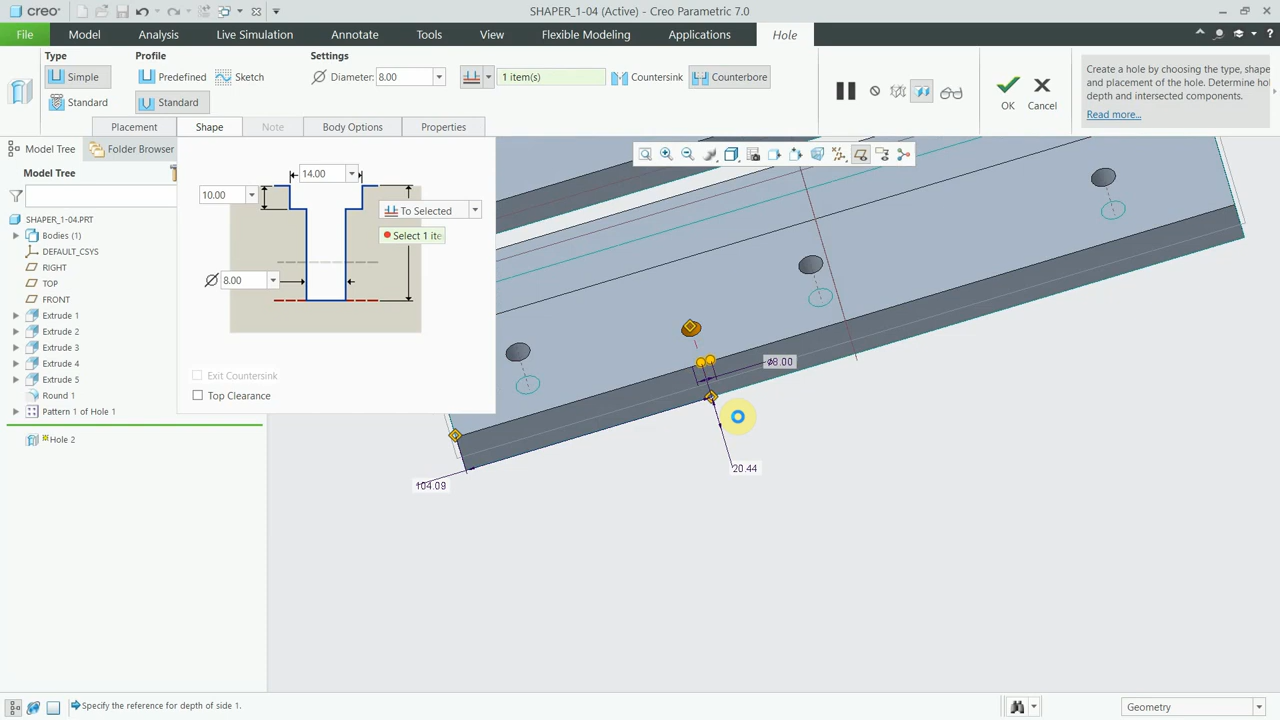 creo
SHAPER_1-04 (Active) - Creo Parametric 7.0
File
Model
Analysis
Live Simulation
Annotate
Tools
View
Flexible Modeling
Applications
Hole
Type
Profile
Settings
Simple
Predefined
Sketch
Diameter: 8.00
1 item(s)
Countersink
Counterbore
Standard
Standard
OK
Cancel
Create a hole by choosing the type, shape
and placement of the hole. Determine ho
depth and intersected components.
Read more...
Placement
Shape
Note
Body Options
Properties
Model Tree
Folder Browser
Model Tree
SHAPER_1-04.PRT
Bodies (1)
DEFAULT_CSYS
RIGHT
TOP
FRONT
Extrude 1
Extrude 2
Extrude 3
Extrude 4
Extrude 5
Round 1
Pattern 1 of Hole 1
Hole 2
14.00
10.00
To Selected
Select 1 ite
8.00
Exit Countersink
Top Clearance
⌀8.00
20.44
104.09
Specify the reference for depth of side 1.
Geometry